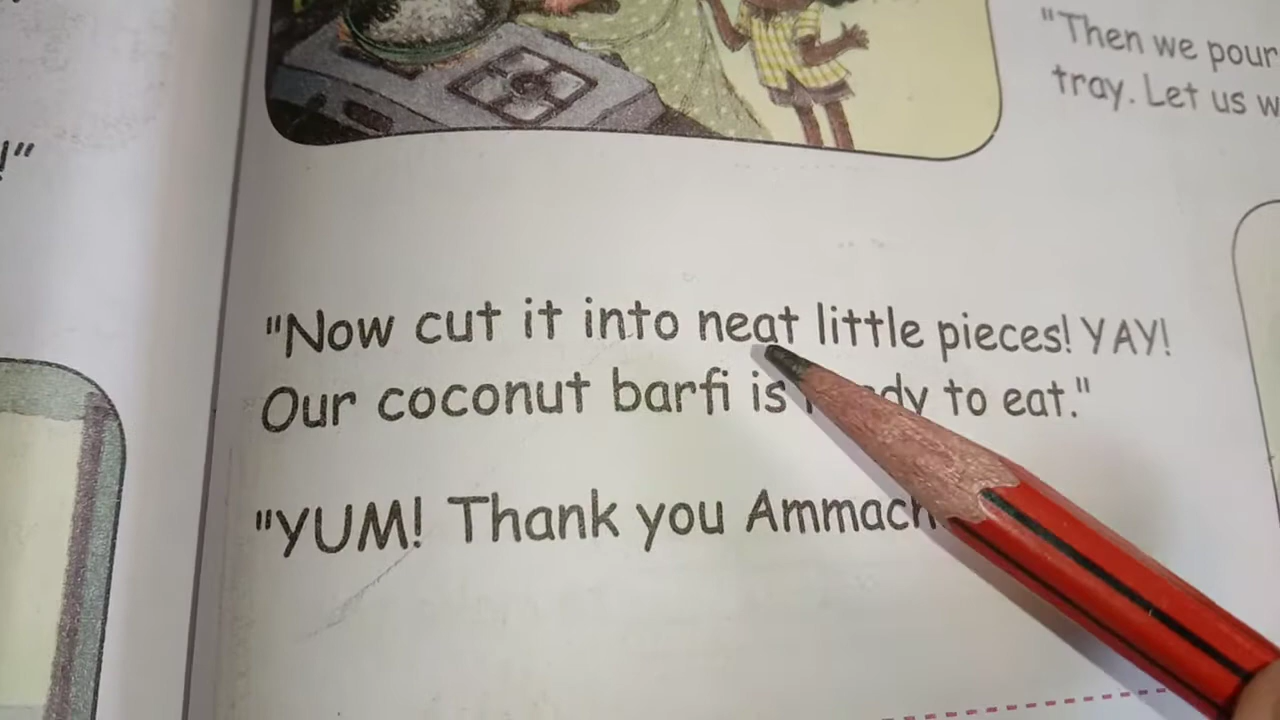 !"
"Now cut it into neat little pieces! YAY!
Our coconut barfi is to eat."
"YUM! Thank you
"Then we pour
tray. Let us